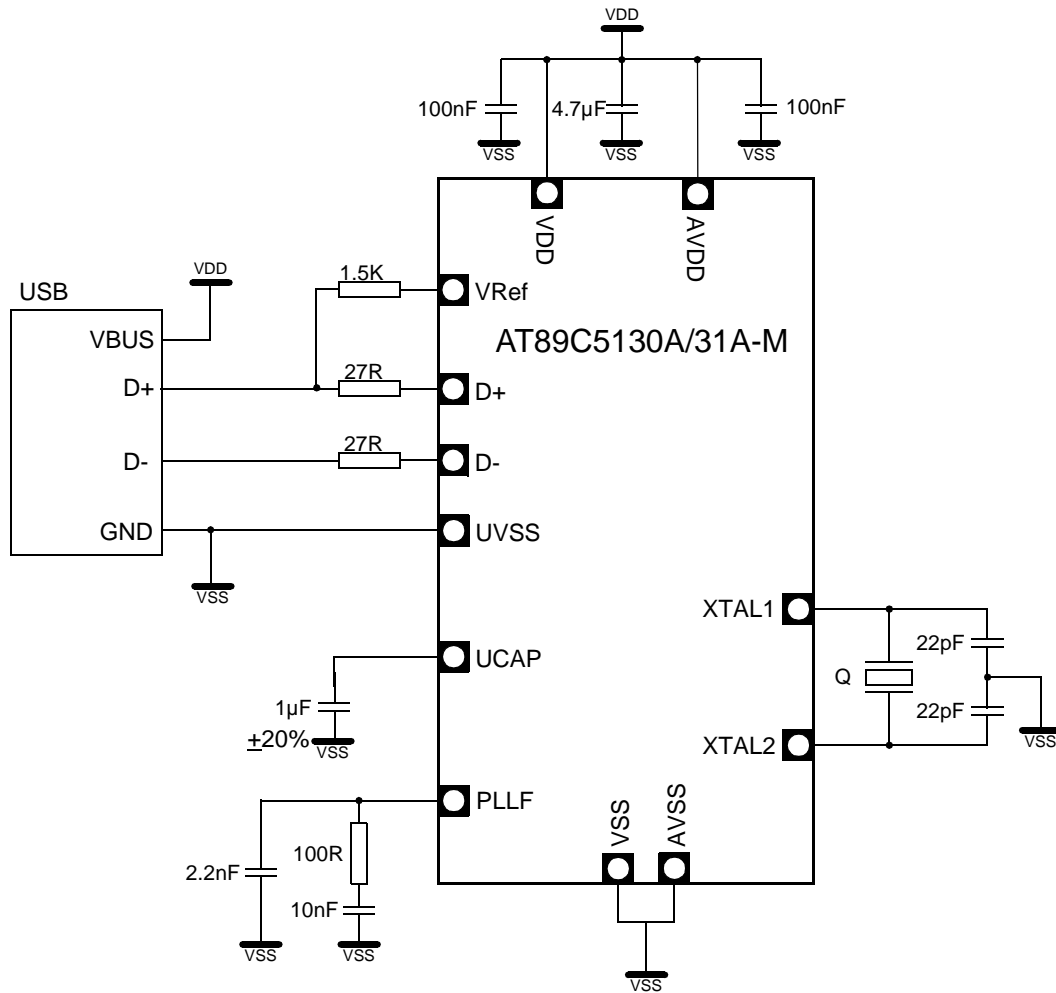 VDD
100nF
4.7µF
100nF
VSS
VSS
VSS
VDD
AVDD
VDD
1.5K
VRef
USB
AT89C5130A/31A-M
VBUS
D+
27R
D+
D-
27R
D-
GND
UVSS
VSS
XTAL1
22pF
UCAP
Q
1µF
22pF
±20%
VSS
XTAL2
VSS
PLLF
VSS
AVSS
100R
2.2nF
10nF
VSS
VSS
VSS